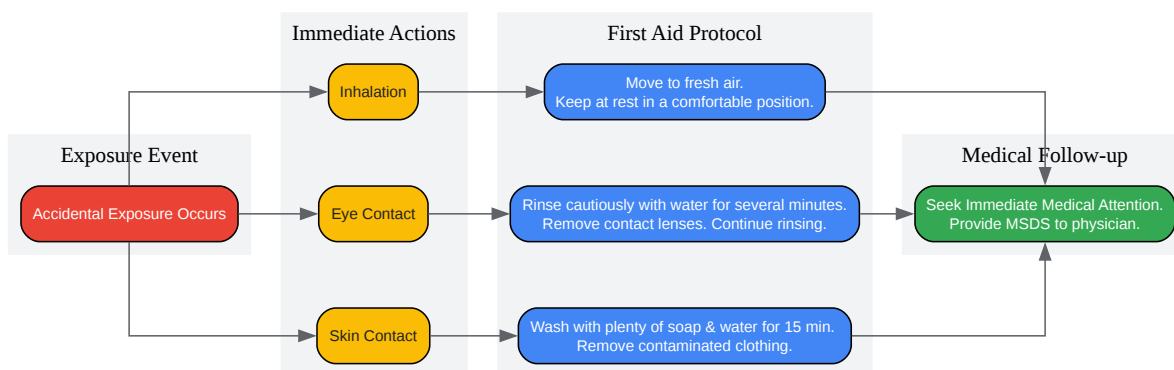 Immediate Actions
First Aid Protocol
Inhalation
Move to fresh air.
Keep at rest in a comfortable position.
Exposure Event
Medical Follow-up
Accidental Exposure Occurs
Eye Contact
Rinse cautiously with water for several minutes.
Remove contact lenses. Continue rinsing.
Seek Immediate Medical Attention.
Provide MSDS to physician.
Skin Contact
Wash with plenty of soap & water for 15 min.
Remove contaminated clothing.